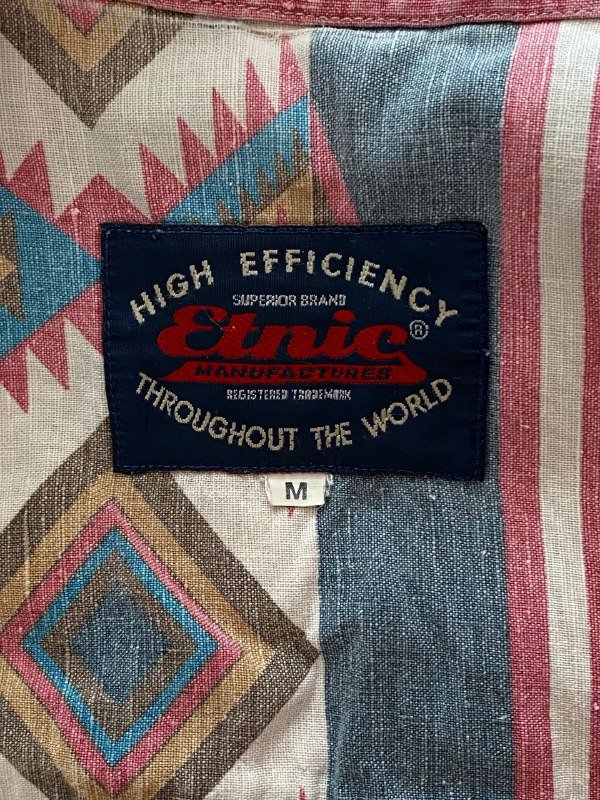 HIGH EFFICIENCY
SUPERIOR BRAND
Etnic®
MANUFACTURES
REGISTERED TRADEMARK
THROUGHOUT THE WORLD
M